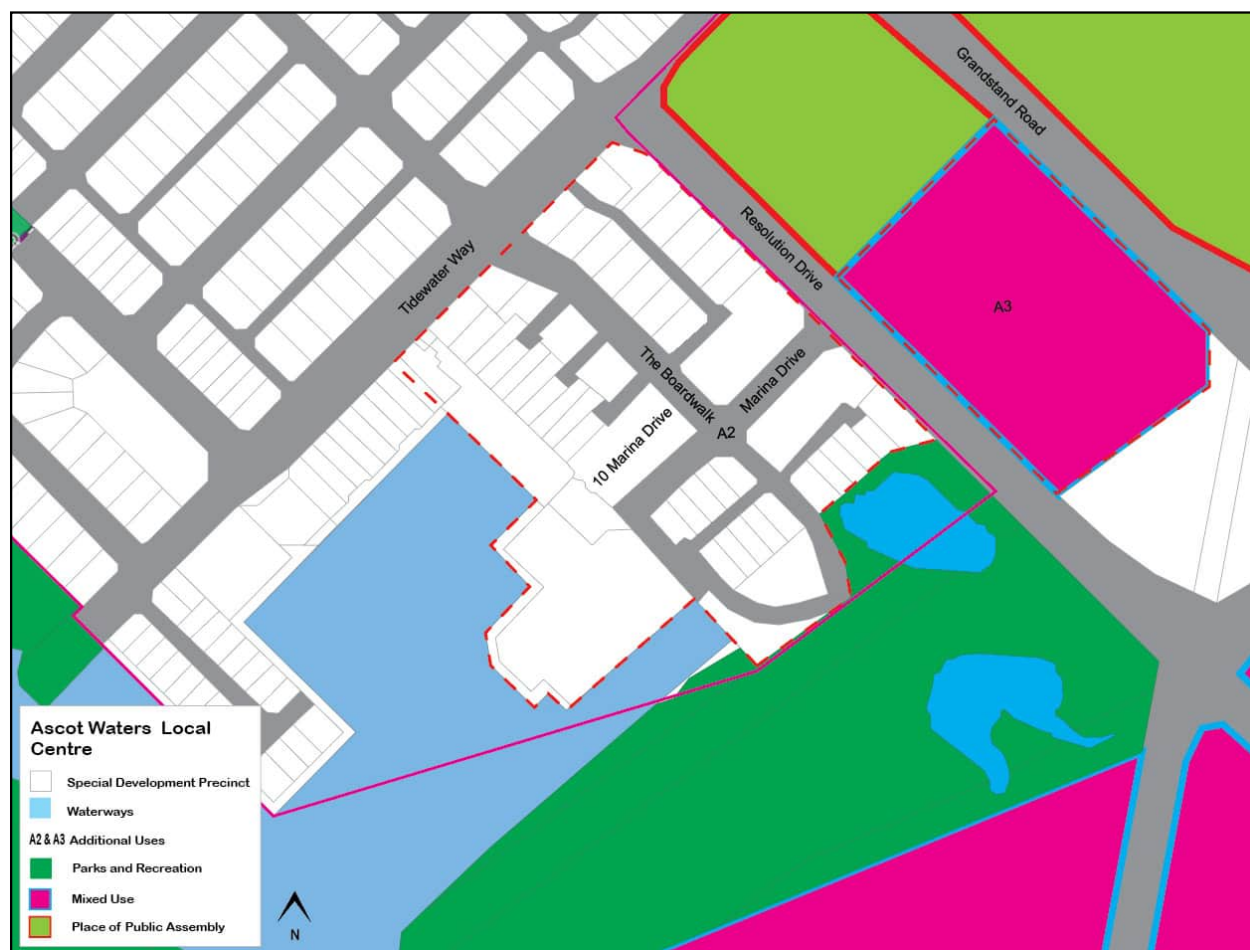 Grandstand Road
Resolution Drive
A3
Tidewater Way
The Boardwalk
Marina Drive
A2
10 Marina Drive
Ascot Waters Local
Centre
Special Development Precinct
Waterways
A2 & A3 Additional Uses
Parks and Recreation
Mixed Use
Place of Public Assembly
N